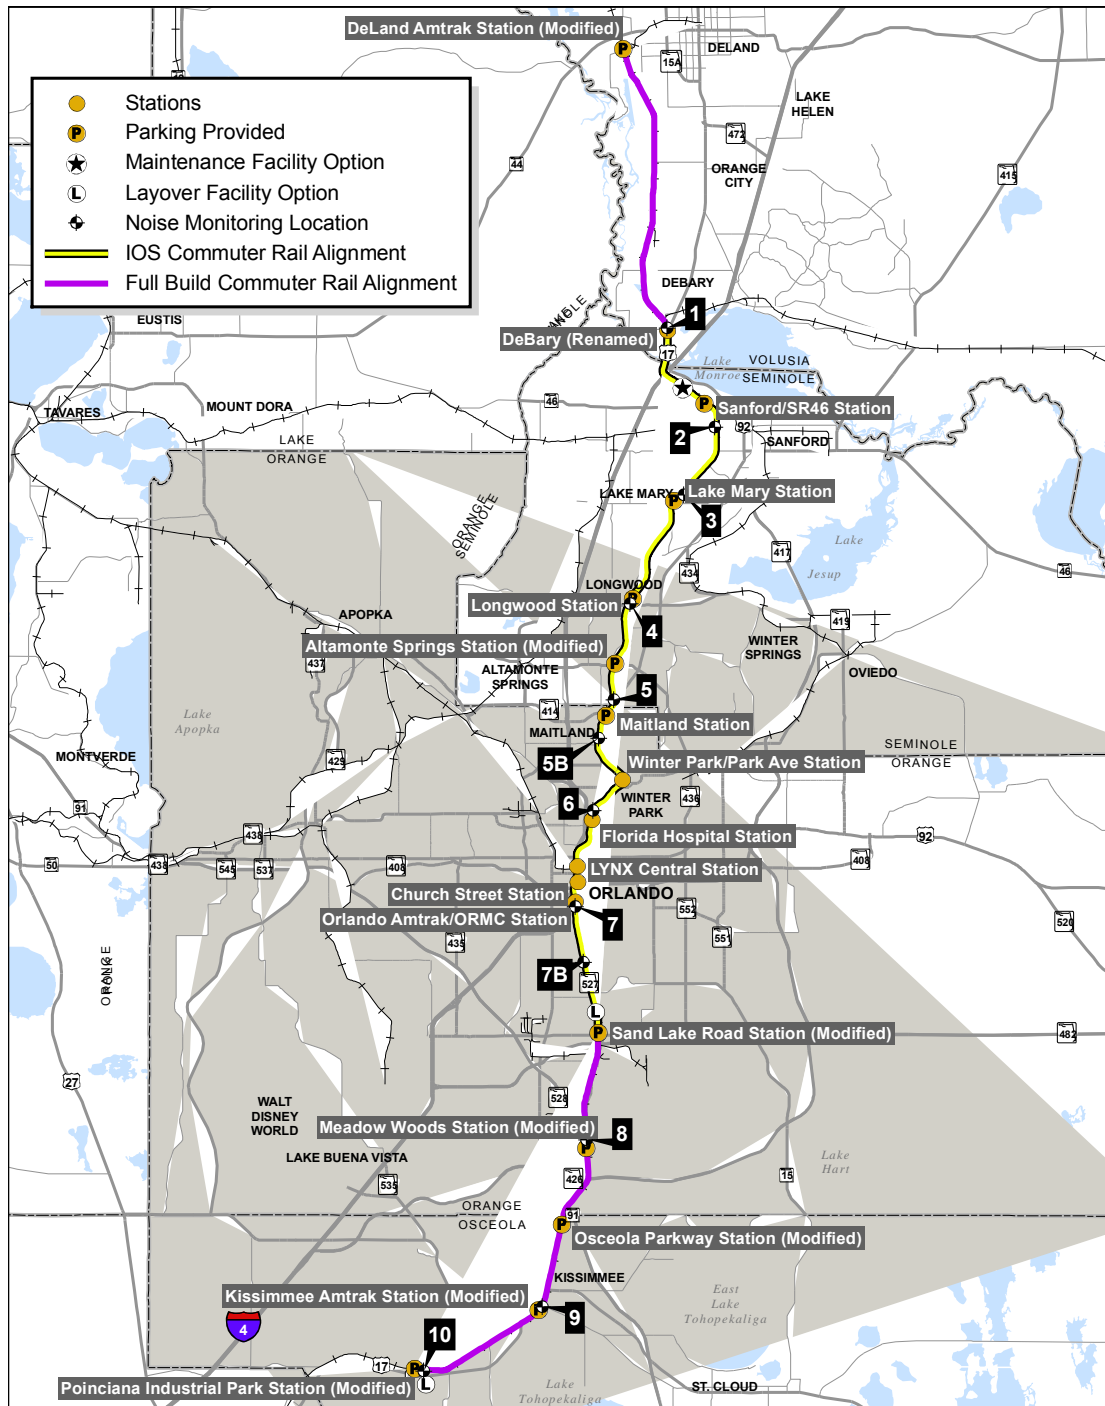 DeLand Amtrak Station (Modified)
DELAND
15A
Stations
Parking Provided
Maintenance Facility Option
Layover Facility Option
Noise Monitoring Location
IOS Commuter Rail Alignment
Full Build Commuter Rail Alignment
P
P
L
LAKE
HELEN
472
44
ORANGE
CITY
415
EUSTIS
DEBARY
1
DeBary (Renamed)
17
LAKE
SEMINOLE
Lake
Monroe
VOLUSIA
SEMINOLE
TAVARES
MOUNT DORA
46
P
Sanford/SR46 Station
2
92
SANFORD
LAKE
ORANGE
LAKE MARY
P
Lake Mary Station
3
ORANGE
SEMINOLE
417
Lake
Jesup
46
434
LONGWOOD
P
Longwood Station
4
APOPKA
419
WINTER
SPRINGS
OVIEDO
Altamonte Springs Station (Modified)
P
437
ALTAMONTE
SPRINGS
5
414
P
Maitland Station
Lake
Apopka
MAITLAND
5B
SEMINOLE
ORANGE
MONTVERDE
429
Winter Park/Park Ave Station
91
6
WINTER
PARK
436
438
Florida Hospital Station
92
50
438
545
537
408
408
LYNX Central Station
Church Street Station
ORLANDO
Orlando Amtrak/ORMC Station
7
552
551
520
435
ORANGE
POLK
7B
527
L
P
Sand Lake Road Station (Modified)
482
27
528
WALT
DISNEY
WORLD
Meadow Woods Station (Modified)
8
P
LAKE BUENA VISTA
Lake
Hart
535
426
15
ORANGE
OSCEOLA
91
P
Osceola Parkway Station (Modified)
KISSIMMEE
Kissimmee Amtrak Station (Modified)
P
9
East
Lake
Tohopekaliga
4
10
17
P
L
Poinciana Industrial Park Station (Modified)
Lake
Tohopekaliga
ST. CLOUD